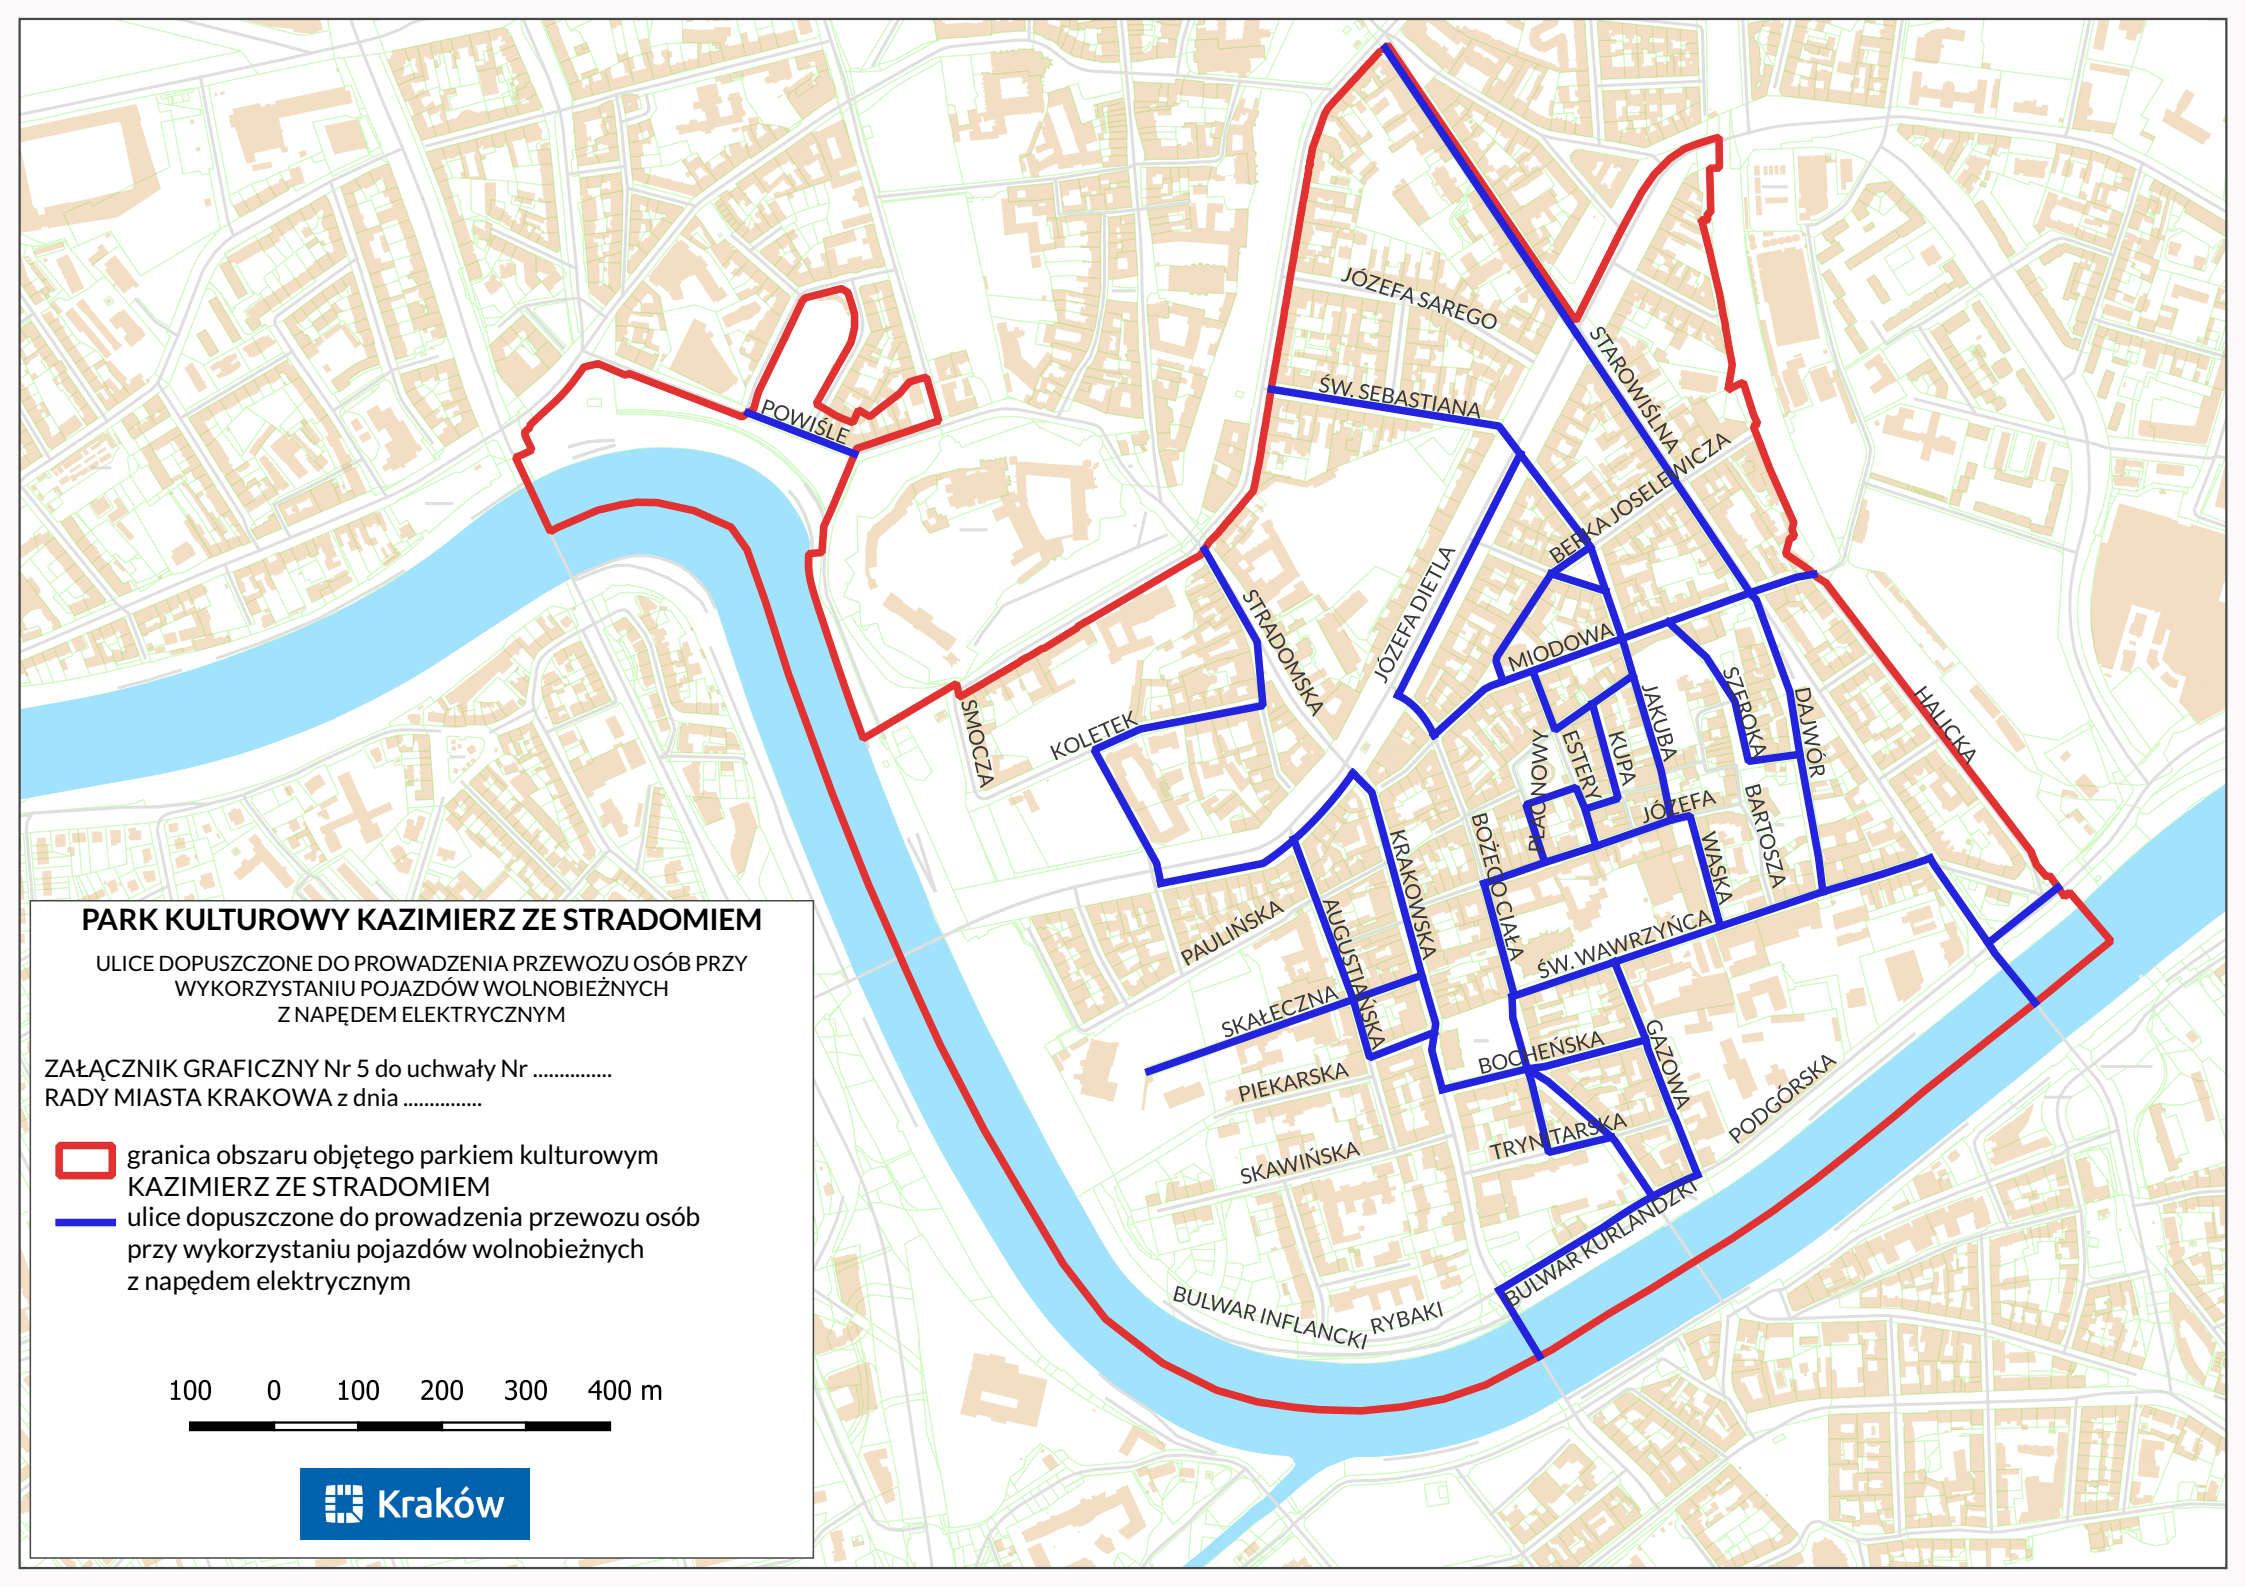 JÓZEFA SAREGO
STAROWIŚLNA
ŚW. SEBASTIANA
POWIŚLE
BERKA JOSELEWICZA
JÓZEFA DIETLA
STRADOMSKA
MIODOWA
SMOCZA
KOLETEK
JAKUBA
SZEROKA
DAJWÓR
HALICKA
PLAC NOWY
ESTERY
KUPA
JÓZEFA
BARTOSZA
WĄSKA
BOŻEGO CIAŁA
KRAKOWSKA
AUGUSTIAŃSKA
PAULIŃSKA
ŚW. WAWRZYŃCA
SKAŁECZNA
BOCHEŃSKA
GAZOWA
PIEKARSKA
PODGÓRSKA
TRYNITARSKA
SKAWIŃSKA
BULWAR KURLANDZKI
BULWAR INFLANCKI
RYBAKI
PARK KULTUROWY KAZIMIERZ ZE STRADOMIEM
ULICE DOPUSZCZONE DO PROWADZENIA PRZEWOZU OSÓB PRZY
WYKORZYSTANIU POJAZDÓW WOLNOBIEŻNYCH
Z NAPĘDEM ELEKTRYCZNYM
ZAŁĄCZNIK GRAFICZNY Nr 5 do uchwały Nr ...............
RADY MIASTA KRAKOWA z dnia ...............
granica obszaru objętego parkiem kulturowym
KAZIMIERZ ZE STRADOMIEM
ulice dopuszczone do prowadzenia przewozu osób
przy wykorzystaniu pojazdów wolnobieżnych
z napędem elektrycznym
100 0 100 200 300 400 m
Kraków